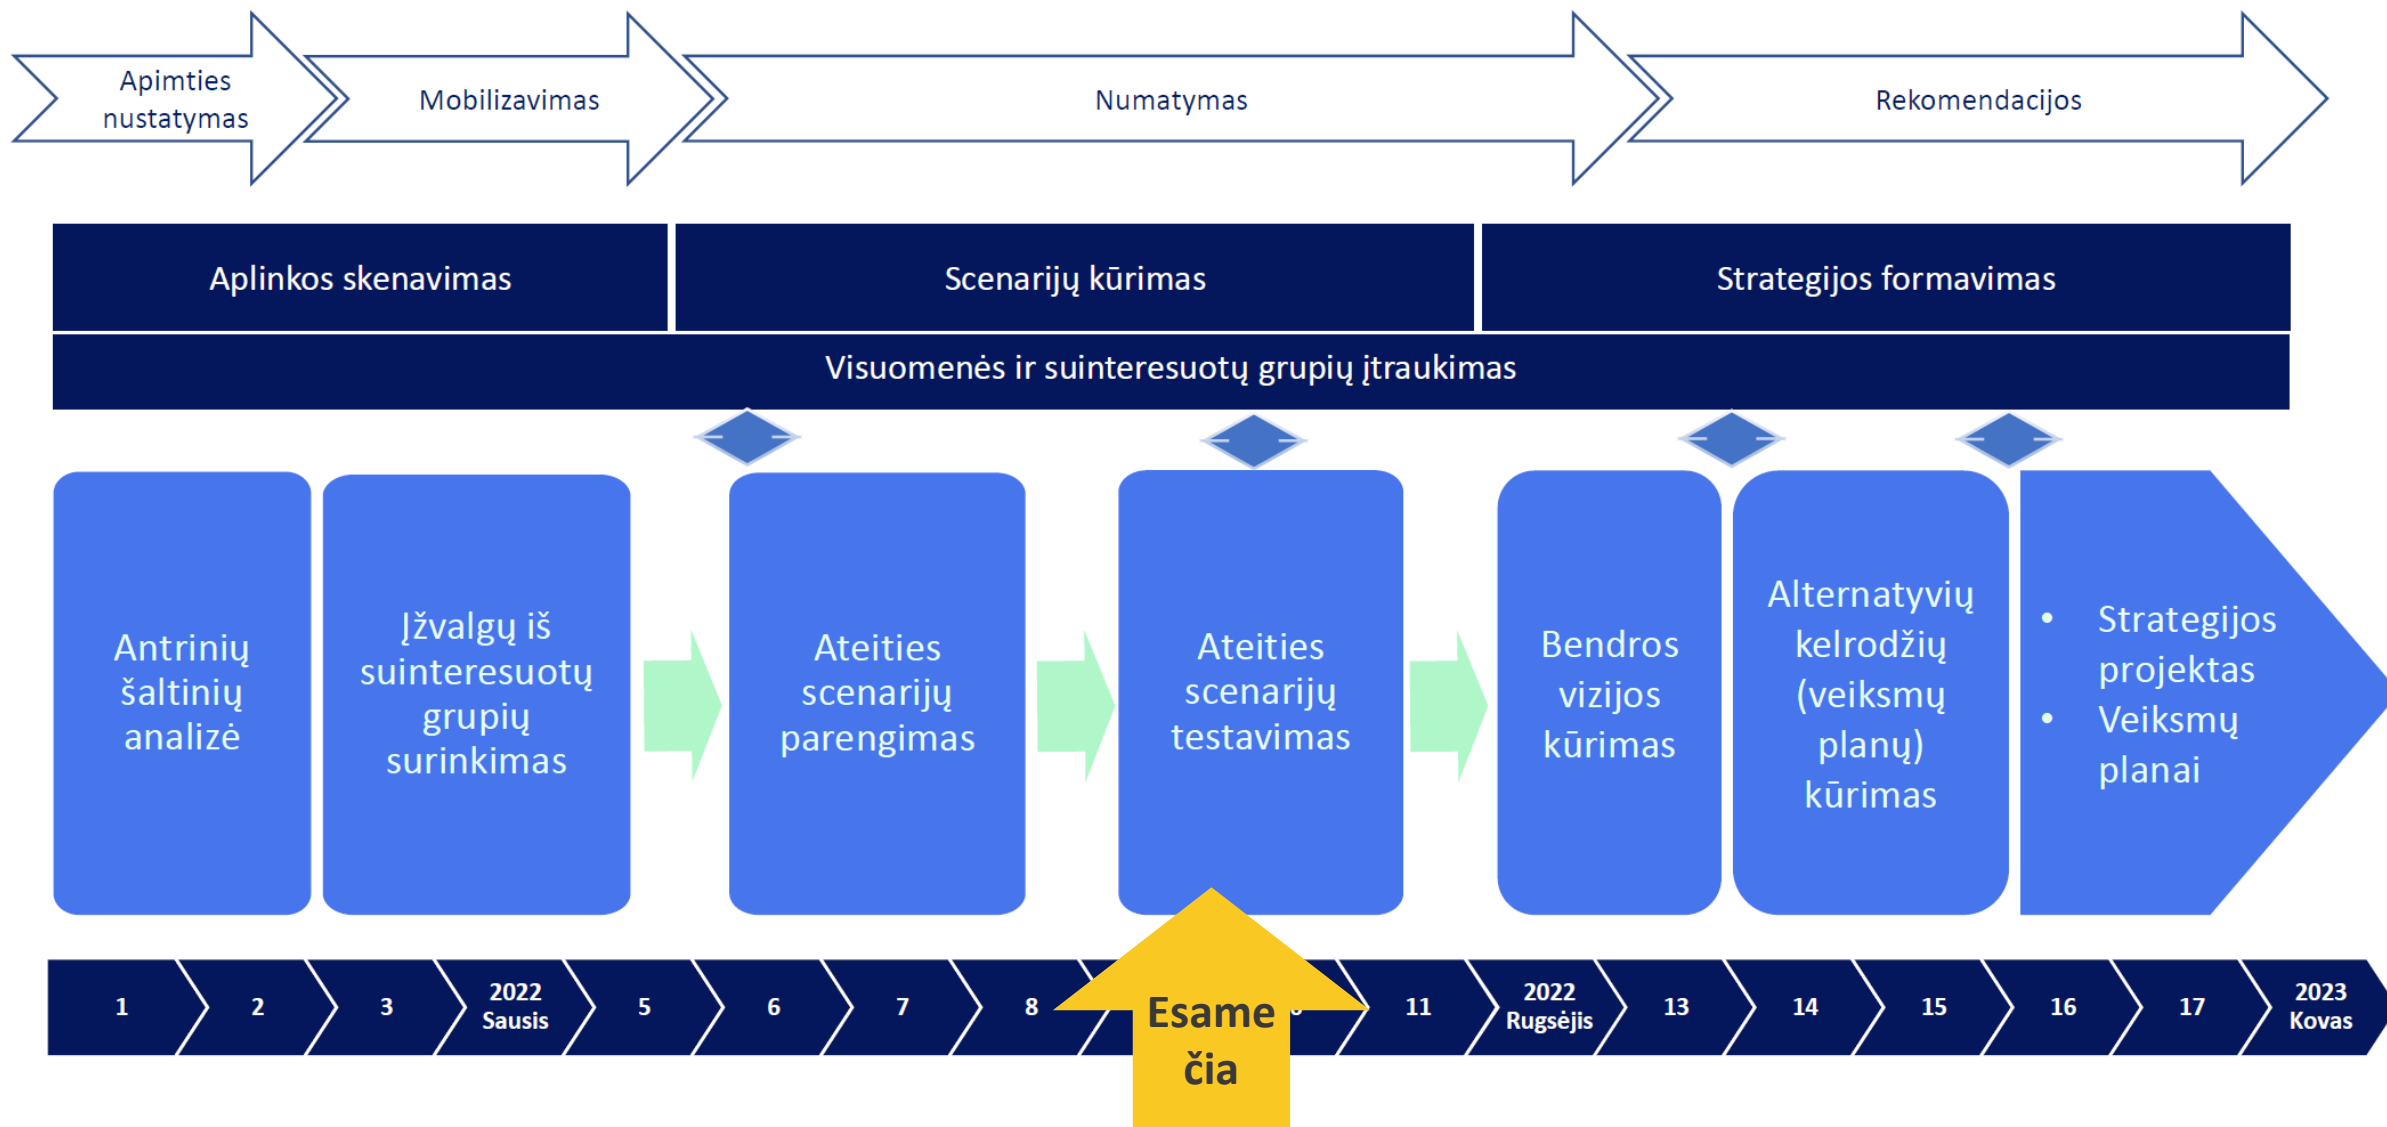 Apimties
nustatymas
Mobilizavimas
Numatymas
Rekomendacijos
Aplinkos skenavimas
Scenarijų kūrimas
Strategijos formavimas
Visuomenės ir suinteresuotų grupių įtraukimas
Antrinių
šaltinių
analizė
Įžvalgų iš
suinteresuotų
grupių
surinkimas
Ateities
scenarijų
parengimas
Ateities
scenarijų
testavimas
Bendros
vizijos
kūrimas
Alternatyvių
kelrodžių
(veiksmų
planų)
kūrimas
• Strategijos
projektas
• Veiksmų
planai
1
2
3
2022
Sausis
5
6
7
8
11
2022
Rugsėjis
13
14
15
16
17
2023
Kovas
Esame
čia